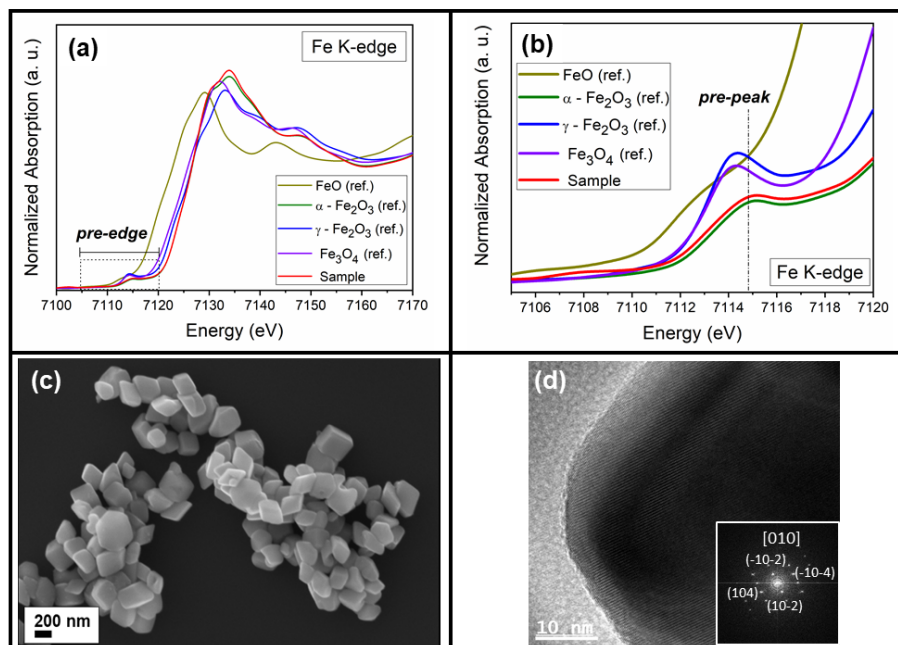 (a)
Fe K-edge
Normalized Absorption (a. u.)
pre-edge
FeO (ref.)
α - Fe₂O₃ (ref.)
γ - Fe₂O₃ (ref.)
Fe₃O₄ (ref.)
Sample
7100 7110 7120 7130 7140 7150 7160 7170
Energy (eV)
(b)
Normalized Absorption (a. u.)
FeO (ref.)
α - Fe₂O₃ (ref.)
γ - Fe₂O₃ (ref.)
Fe₃O₄ (ref.)
Sample
pre-peak
Fe K-edge
7106 7108 7110 7112 7114 7116 7118 7120
Energy (eV)
(c)
200 nm
(d)
[010]
(-10-2)
(-10-4)
(104)
(10-2)
10 nm